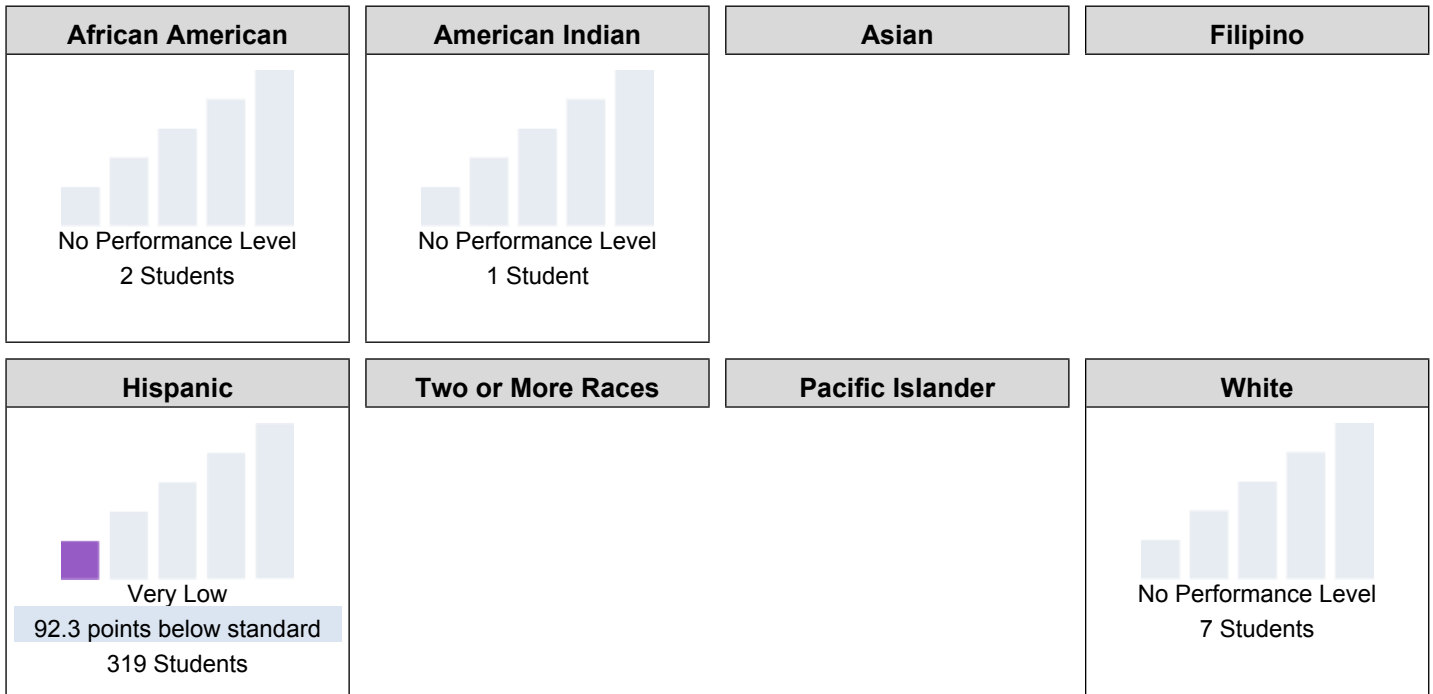 African American
No Performance Level
2 Students
American Indian
No Performance Level
1 Student
Asian
Filipino
Hispanic
Very Low
92.3 points below standard
319 Students
Two or More Races
Pacific Islander
White
No Performance Level
7 Students